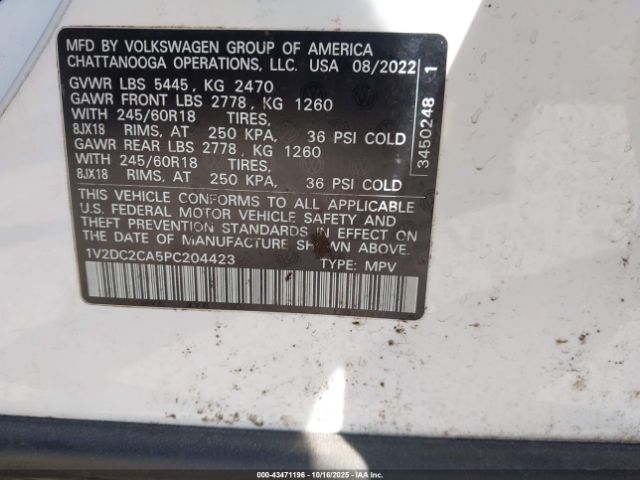 MFD BY VOLKSWAGEN GROUP OF AMERICA
CHATTANOOGA OPERATIONS, LLC. USA 08/2022
GVWR LBS 5445, KG 2470
GAWR FRONT LBS 2778, KG 1260
WITH 245/60R18 TIRES,
8JX18 RIMS, AT 250 KPA, 36 PSI COLD
GAWR REAR LBS 2778, KG 1260
WITH 245/60R18 TIRES,
8JX18 RIMS, AT 250 KPA, 36 PSI COLD
THIS VEHICLE CONFORMS TO ALL APPLICABLE
U.S. FEDERAL MOTOR VEHICLE SAFETY AND
THEFT PREVENTION STANDARDS IN EFFECT ON
THE DATE OF MANUFACTURE SHOWN ABOVE.
1V2DC2CA5PC204423 TYPE: MPV
3450248 1
000-43471196 - 10/16/2025 - IAAI.COM